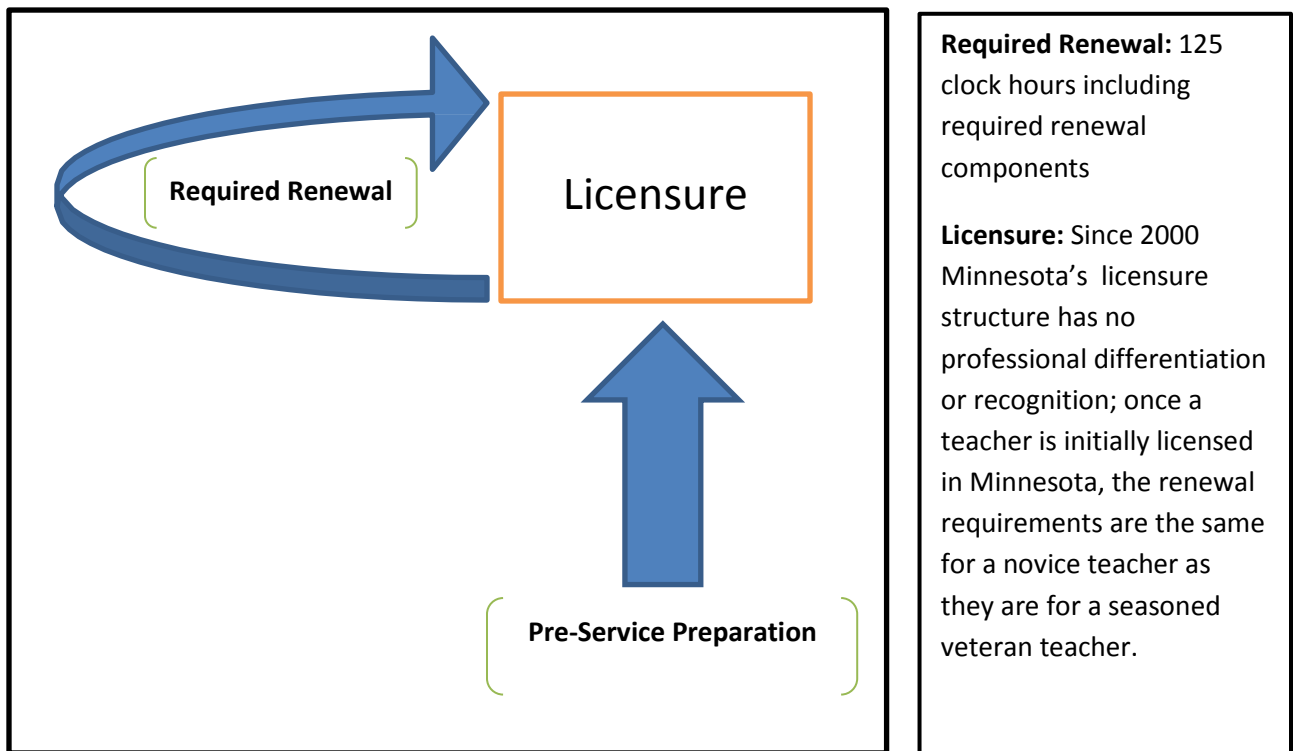 Required Renewal
Licensure
Pre-Service Preparation
Required Renewal: 125
clock hours including
required renewal
components
Licensure: Since 2000
Minnesota’s  licensure
structure has no
professional differentiation
or recognition; once a
teacher is initially licensed
in Minnesota, the renewal
requirements are the same
for a novice teacher as
they are for a seasoned
veteran teacher.